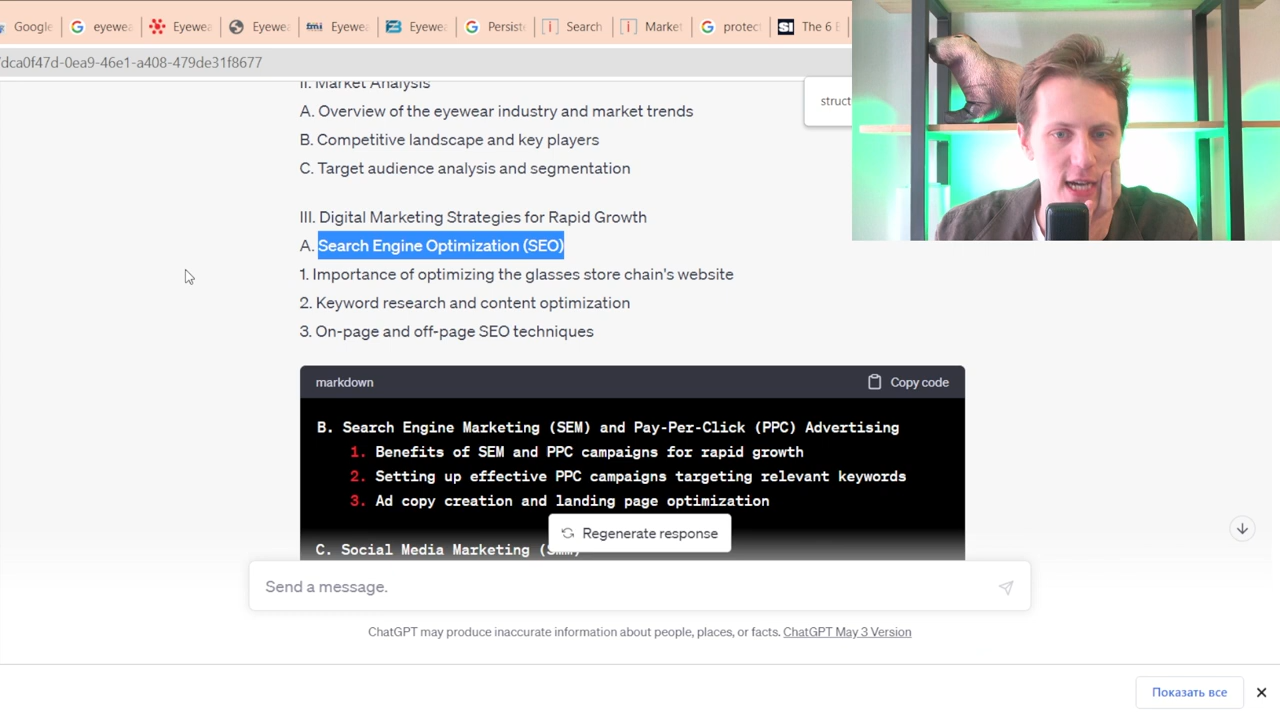 Google
eyewea
Eyewea
Eyewea
fmi Eyewea
Eyewea
Persiste
Search
Market
protect
SI The 6 E
dca0f47d-0ea9-46e1-a408-479de31f8677
II. Market Analysis
struct
A. Overview of the eyewear industry and market trends
B. Competitive landscape and key players
C. Target audience analysis and segmentation
III. Digital Marketing Strategies for Rapid Growth
A. Search Engine Optimization (SEO)
1. Importance of optimizing the glasses store chain's website
2. Keyword research and content optimization
3. On-page and off-page SEO techniques
markdown
Copy code
B. Search Engine Marketing (SEM) and Pay-Per-Click (PPC) Advertising
1. Benefits of SEM and PPC campaigns for rapid growth
2. Setting up effective PPC campaigns targeting relevant keywords
3. Ad copy creation and landing page optimization
Regenerate response
C. Social Media Marketing (SMM)
Send a message.
ChatGPT may produce inaccurate information about people, places, or facts. ChatGPT May 3 Version
Показать все